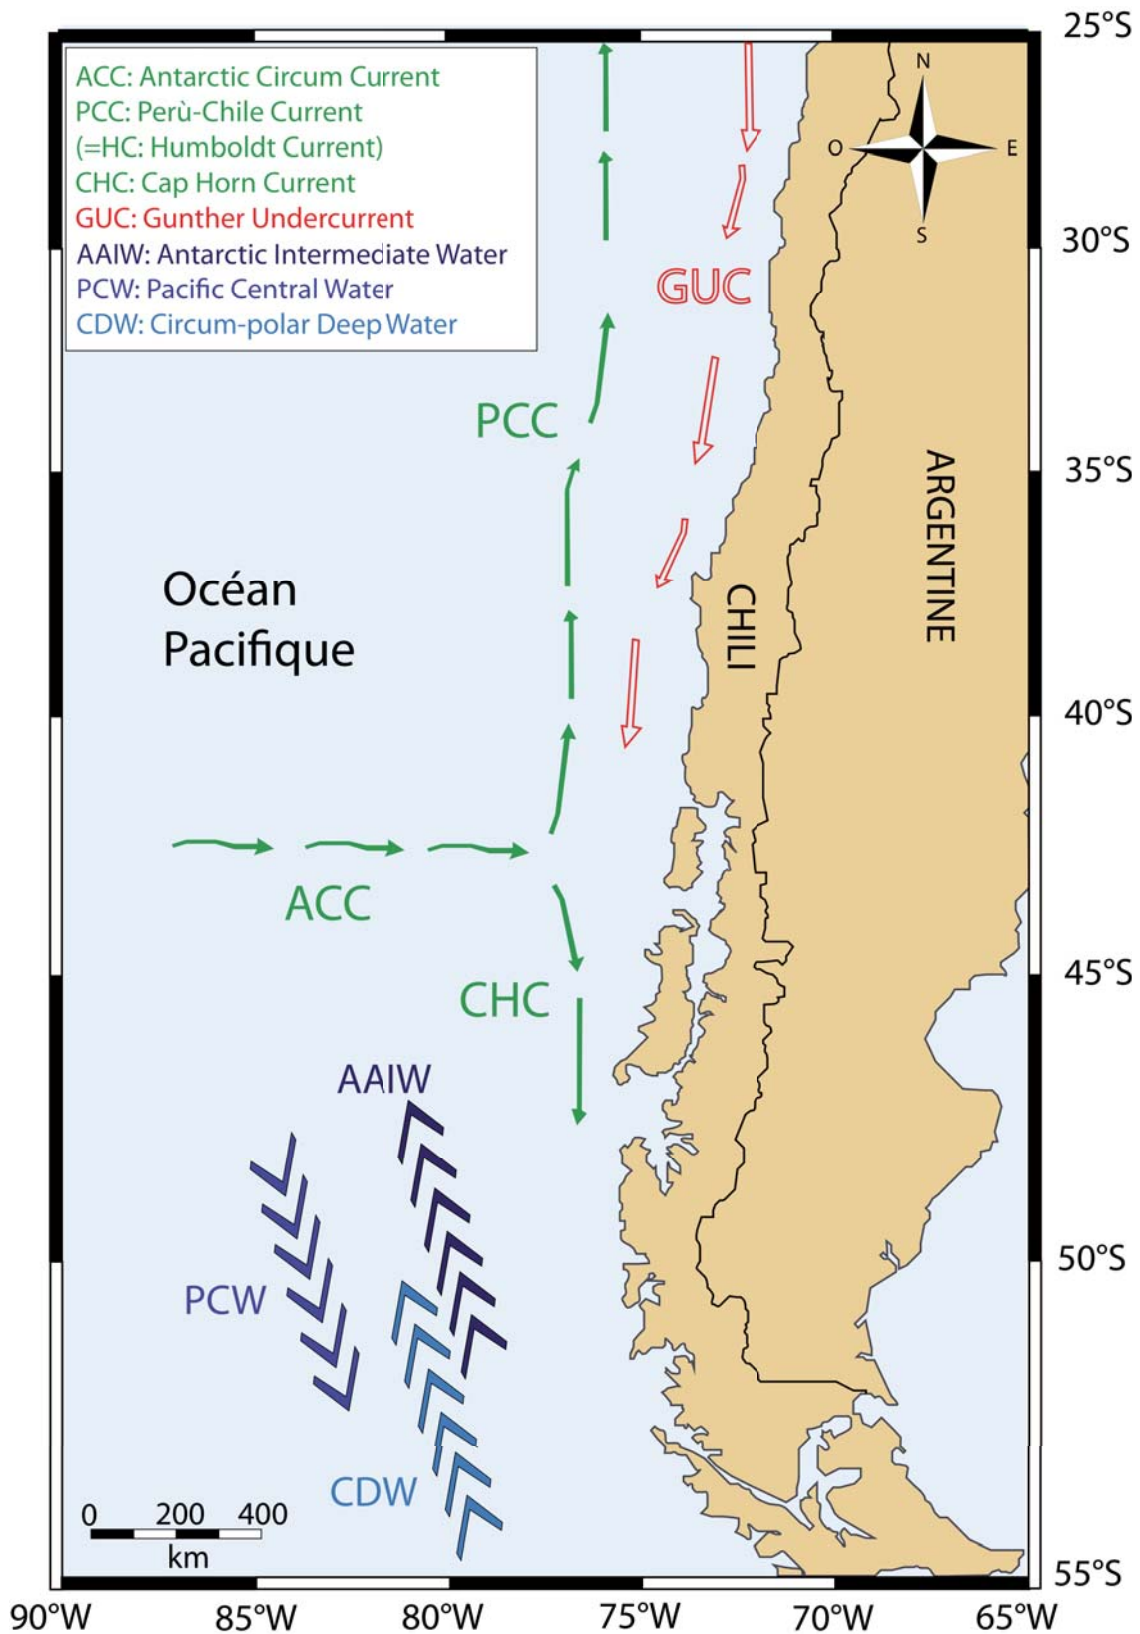 25°S
ACC: Antarctic Circum Current
PCC: Perù-Chile Current
(=HC: Humboldt Current)
CHC: Cap Horn Current
GUC: Gunther Undercurrent
AAIW: Antarctic Intermediate Water
PCW: Pacific Central Water
CDW: Circum-polar Deep Water
N
O
E
S
30°S
GUC
PCC
35°S
ARGENTINE
Océan
Pacifique
CHILI
40°S
ACC
45°S
CHC
AAIW
50°S
PCW
CDW
0 200 400
km
55°S
90°W 85°W 80°W 75°W 70°W 65°W